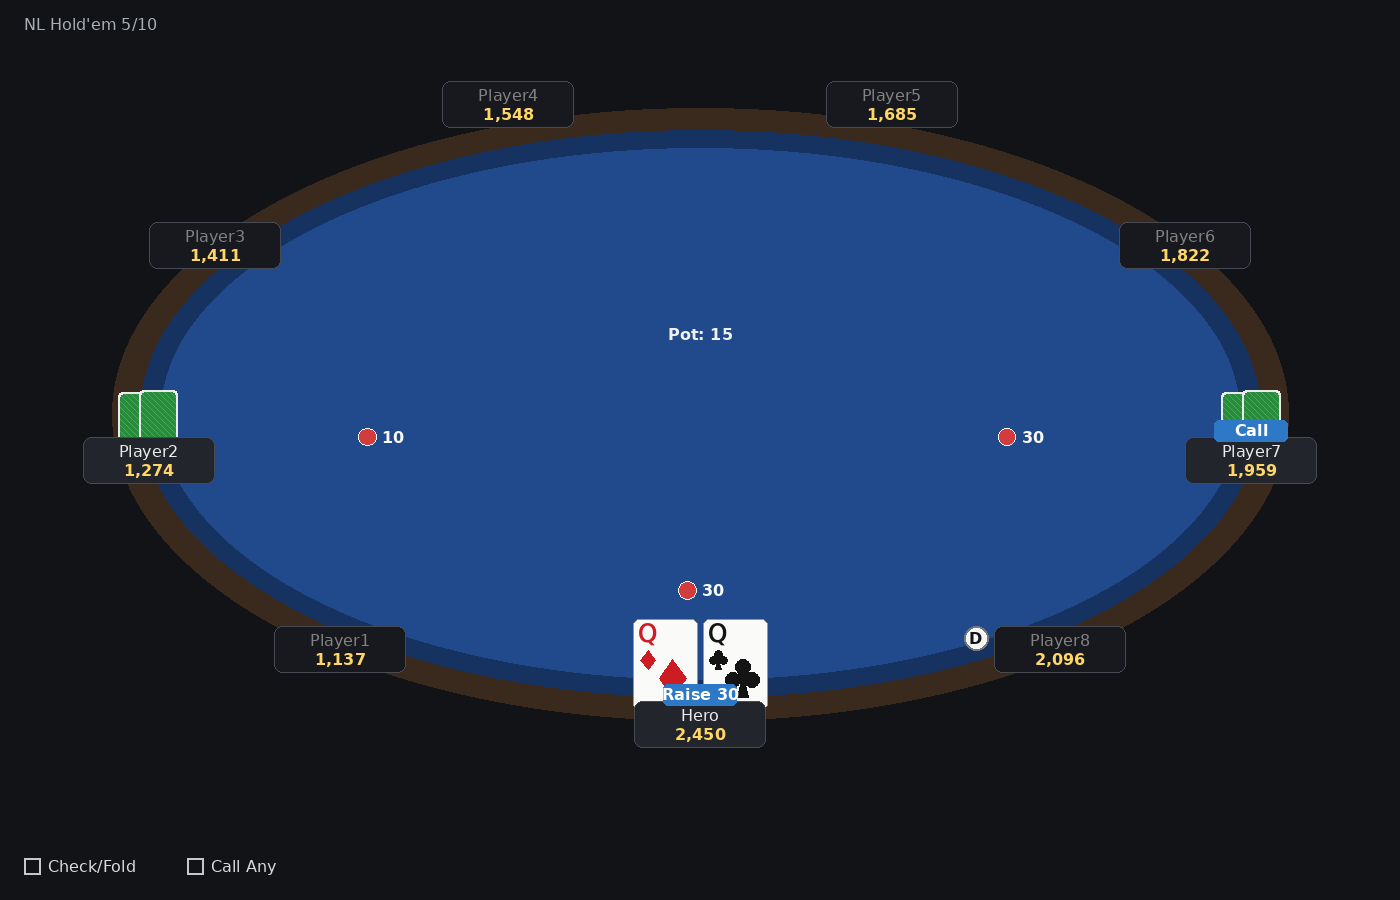 NL Hold'em 5/10
Player4
1,548
Player5
1,685
Player3
1,411
Player6
1,822
Pot: 15
Call
Player2
1,274
10
30
Player7
1,959
30
Player1
1,137
Q Q
D
Player8
2,096
Raise 30
Hero
2,450
Check/Fold
Call Any